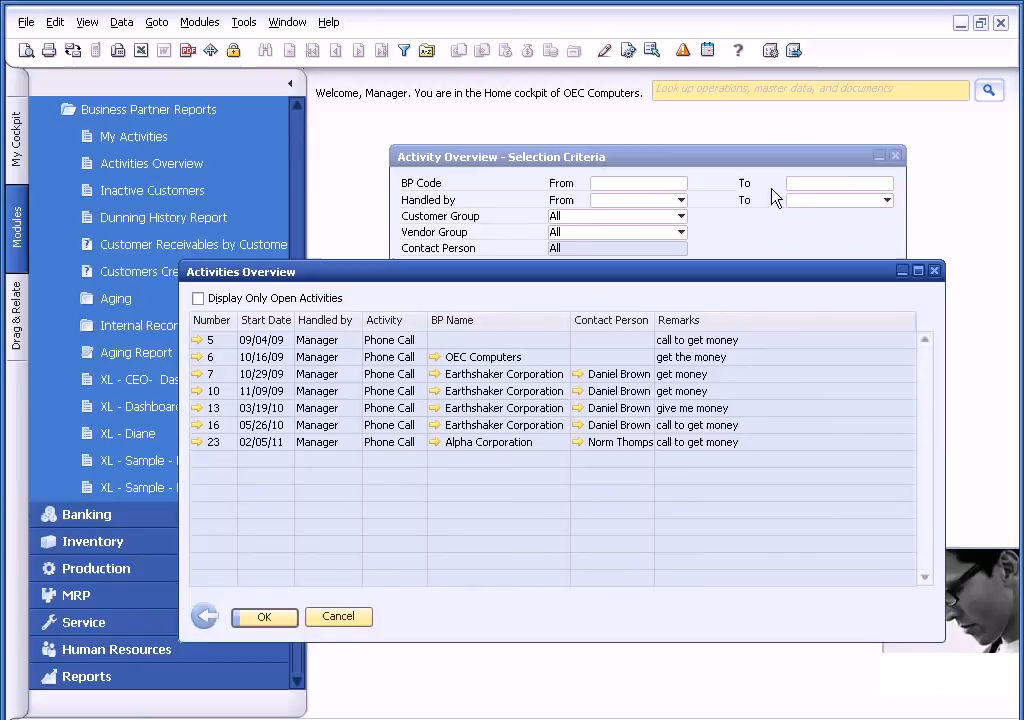 File Edit View Data Goto Modules Tools Window Help
Welcome, Manager. You are in the Home cockpit of OEC Computers.
Look up operations, master data, and documents
My Cockpit
Modules
Drag & Relate
Business Partner Reports
My Activities
Activities Overview
Inactive Customers
Dunning History Report
Customer Receivables by Custome
Customers Cre
Aging
Internal Recor
Aging Report
XL - CEO- Das
XL - Dashboard
XL - Diane
XL - Sample -
XL - Sample -
Banking
Inventory
Production
MRP
Service
Human Resources
Reports
Activity Overview - Selection Criteria
BP Code From To
Handled by From To
Customer Group All
Vendor Group All
Contact Person All
Activities Overview
Display Only Open Activities
Number Start Date Handled by Activity BP Name Contact Person Remarks
5 09/04/09 Manager Phone Call call to get money
6 10/16/09 Manager Phone Call OEC Computers get the money
7 10/29/09 Manager Phone Call Earthshaker Corporation Daniel Brown get money
10 11/09/09 Manager Phone Call Earthshaker Corporation Daniel Brown get money
13 03/19/10 Manager Phone Call Earthshaker Corporation Daniel Brown give me money
16 05/26/10 Manager Phone Call Earthshaker Corporation Daniel Brown call to get money
23 02/05/11 Manager Phone Call Alpha Corporation Norm Thomps call to get money
OK Cancel